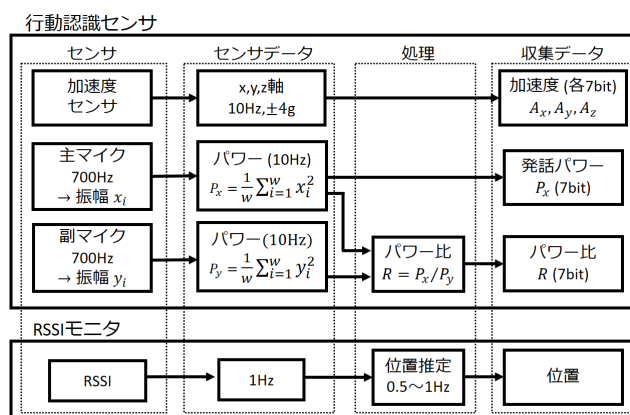 行動認識センサ
センサ
センサデータ
処理
収集データ
加速度
センサ
x,y,z軸
10Hz,±4g
加速度 (各7bit)
A_x, A_y, A_z
主マイク
700Hz
→ 振幅 x_i
パワー (10Hz)
P_x = \frac{1}{w} \sum_{i=1}^{w} x_i^2
発話パワー
P_x (7bit)
副マイク
700Hz
→ 振幅 y_i
パワー(10Hz)
P_y = \frac{1}{w} \sum_{i=1}^{w} y_i^2
パワー比
R = P_x/P_y
パワー比
R (7bit)
RSSIモニタ
RSSI
1Hz
位置推定
0.5～1Hz
位置